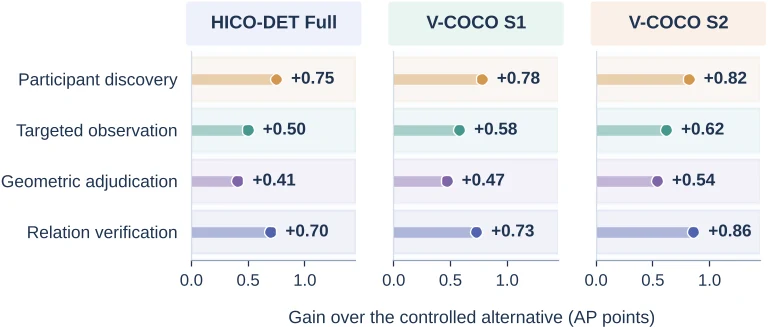 HICO-DET Full V-COCO S1 V-COCO S2
Participant discovery +0.75 +0.78 +0.82
Targeted observation +0.50 +0.58 +0.62
Geometric adjudication +0.41 +0.47 +0.54
Relation verification +0.70 +0.73 +0.86
0.0 0.5 1.0 0.0 0.5 1.0 0.0 0.5 1.0
Gain over the controlled alternative (AP points)